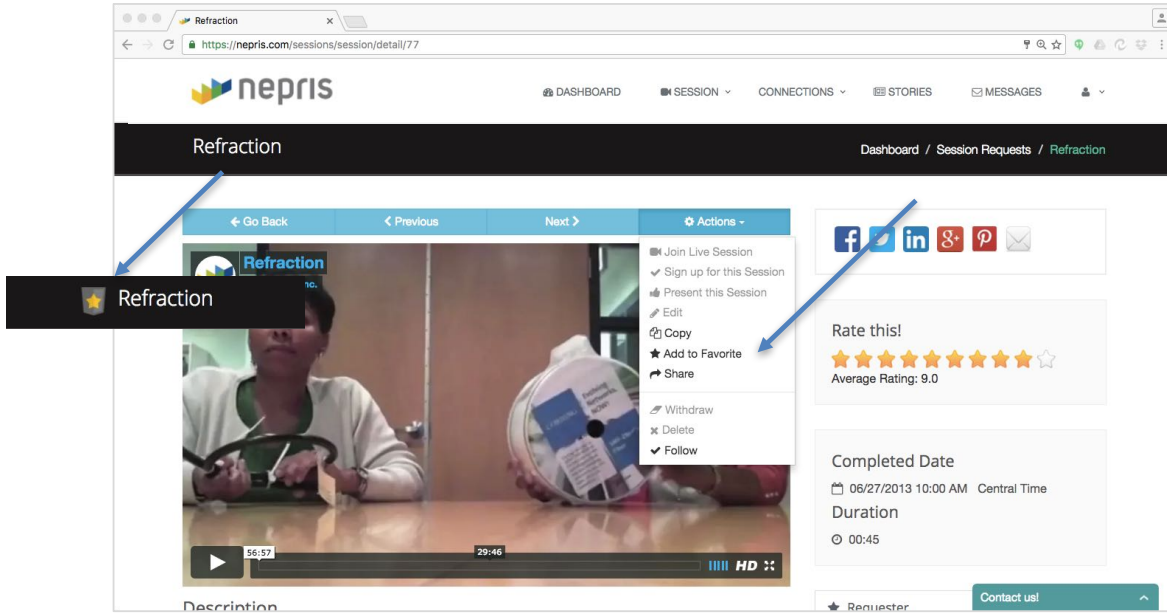 Refraction
https://nepris.com/sessions/session/detail/77
nepris
DASHBOARD
SESSION
CONNECTIONS
STORIES
MESSAGES
Refraction
Dashboard / Session Requests / Refraction
Go Back
Previous
Next
Actions
Join Live Session
Sign up for this Session
Present this Session
Edit
Copy
Add to Favorite
Share
Withdraw
Delete
Follow
Refraction
nc.
Refraction
56:57
29:46
HD
Rate this!
Average Rating: 9.0
Completed Date
06/27/2013 10:00 AM Central Time
Duration
00:45
Description
Requester
Contact us!